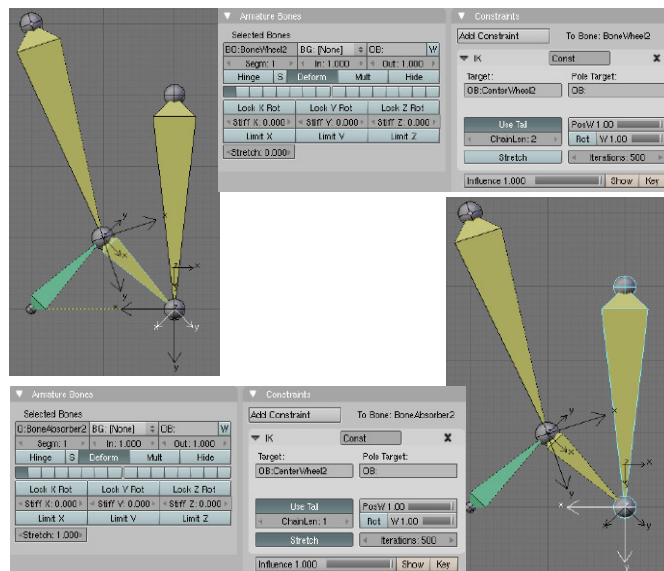 Armature Bones
Selected Bones
BO:BoneWheel2 BG: [None] OB: W
Segm: 1 In: 1.000 Out: 1.000
Hinge S Deform Mult Hide
Lock X Rot Lock Y Rot Lock Z Rot
Stiff X: 0.000 Stiff Y: 0.000 Stiff Z: 0.000
Limit X Limit Y Limit Z
Stretch: 0.000
Constraints
Add Constraint To Bone: BoneWheel2
IK Const X
Target: Pole Target:
OB:CenterWheel2 OB:
Use Tail PosW 1.00
ChainLen: 2 Rot W 1.00
Stretch Iterations: 500
Influence 1.000 Show Key
y
x
x
y
x
x
y
y
y
x
x
y
x
x
y
y
Armature Bones
Selected Bones
O:BoneAbsorber2 BG: [None] OB: W
Segm: 1 In: 1.000 Out: 1.000
Hinge S Deform Mult Hide
Lock X Rot Lock Y Rot Lock Z Rot
Stiff X: 0.000 Stiff Y: 0.000 Stiff Z: 0.000
Limit X Limit Y Limit Z
Stretch: 1.000
Constraints
Add Constraint To Bone: BoneAbsorber2
IK Const X
Target: Pole Target:
OB:CenterWheel2 OB:
Use Tail PosW 1.00
ChainLen: 1 Rot W 1.00
Stretch Iterations: 500
Influence 1.000 Show Key